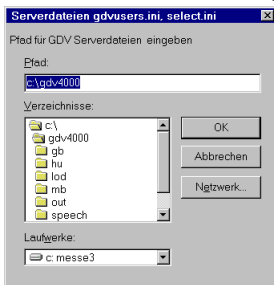 Serverdateien gdvusers.ini, select.ini
Pfad für GDV Serverdateien eingeben
Pfad:
c:\gdv4000
Verzeichnisse:
c:\
gdv4000
gb
hu
lod
mb
out
speech
OK
Abbrechen
Netzwerk...
Laufwerke:
c: messe3